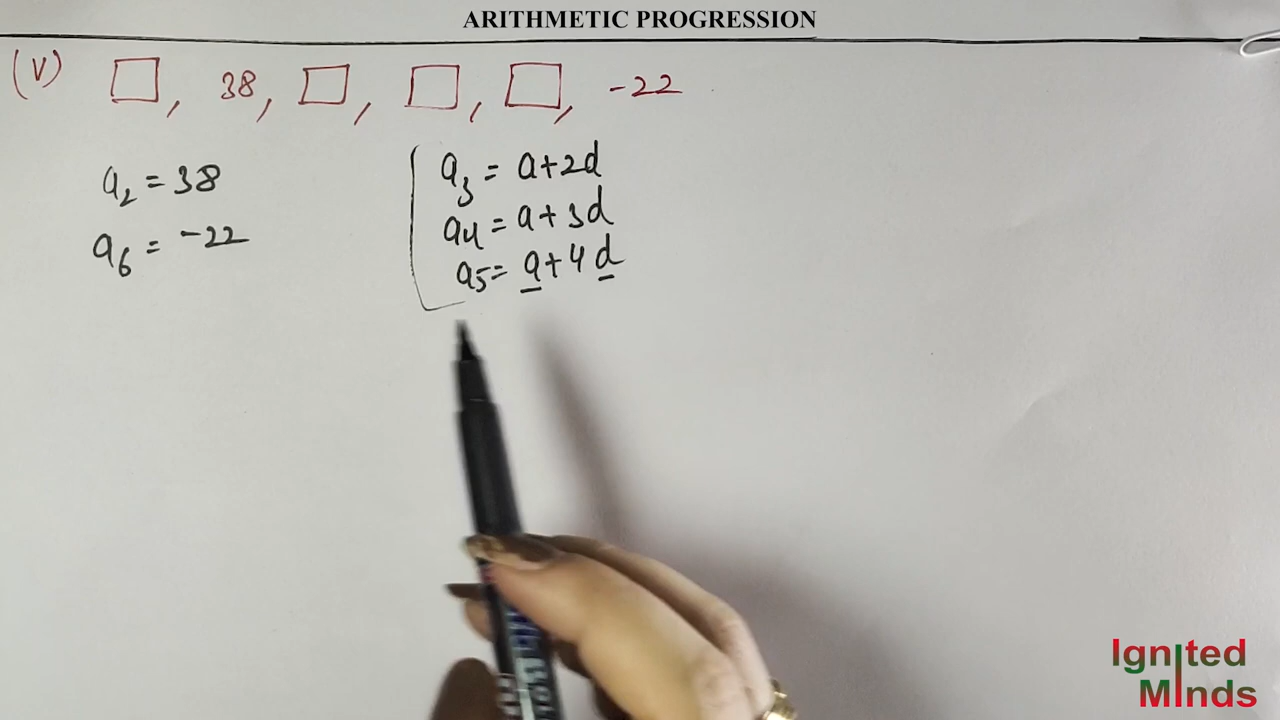 ARITHMETIC PROGRESSION
(V) □, 38, □, □, □, -22
a₂ = 38
a₆ = -22
a₃ = a+2d
a₄ = a+3d
a₅ = a+4d
Ignited
Minds